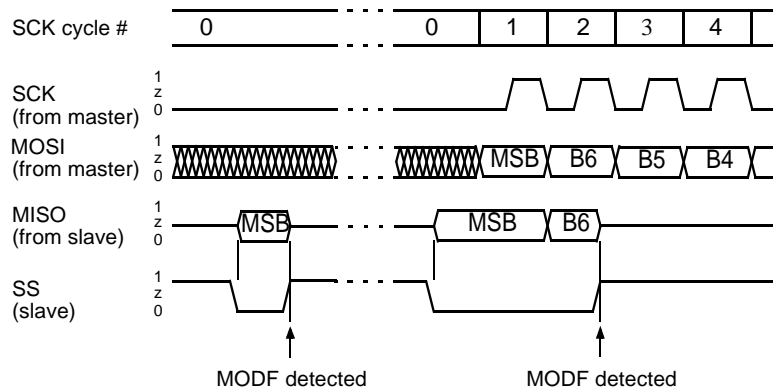 SCK cycle # 0 0 1 2 3 4
SCK
(from master)
1
z
0
MOSI
(from master)
1
z
0
MSB B6 B5 B4
MISO
(from slave)
1
z
0
MSB MSB B6
SS
(slave)
1
z
0
MODF detected MODF detected